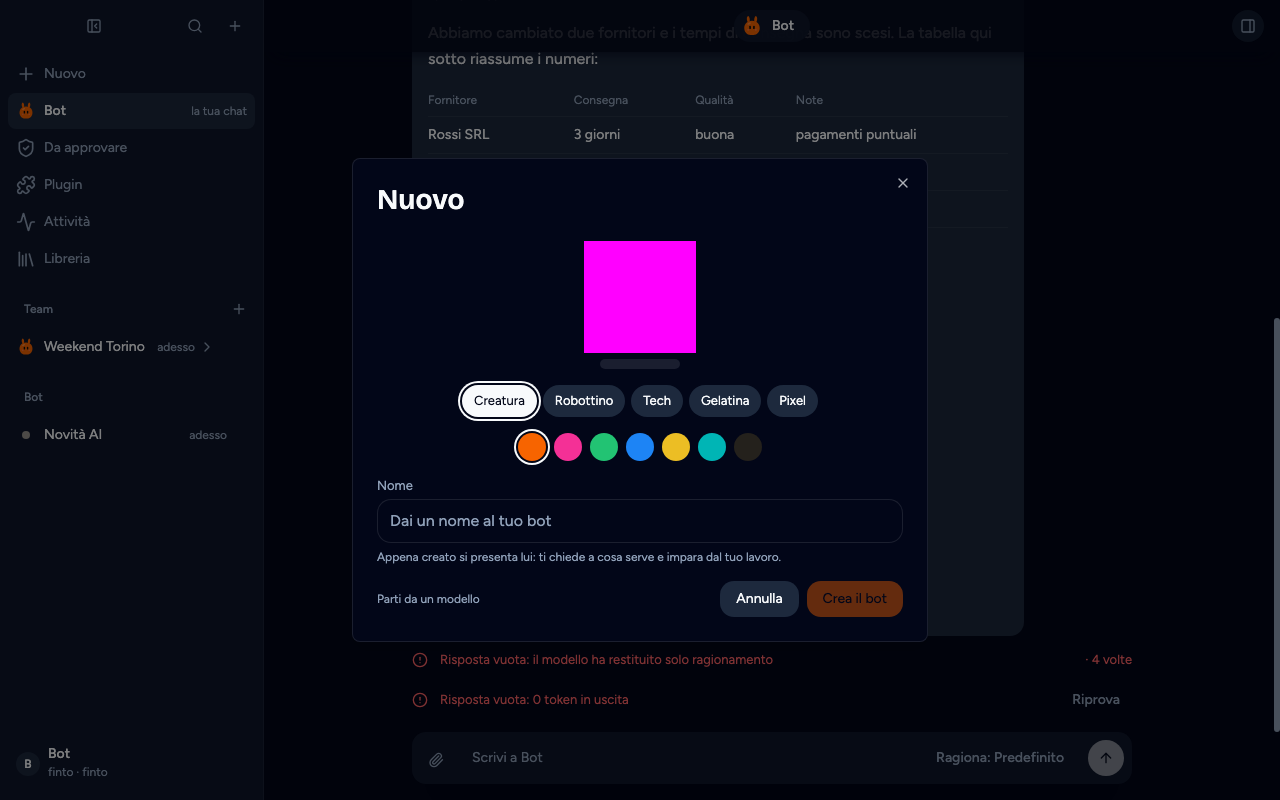 Bot
Nuovo
Bot
la tua chat
Da approvare
Plugin
Attività
Libreria
Team
Weekend Torino
adesso
Bot
Novità AI
adesso
B
Bot
finto · finto
Abbiamo cambiato due fornitori e i tempi d
a sono scesi. La tabella qui
sotto riassume i numeri:
Fornitore Consegna Qualità Note
Rossi SRL 3 giorni buona pagamenti puntuali
Nuovo
Creatura Robottino Tech Gelatina Pixel
Nome
Dai un nome al tuo bot
Appena creato si presenta lui: ti chiede a cosa serve e impara dal tuo lavoro.
Parti da un modello
Annulla
Crea il bot
Risposta vuota: il modello ha restituito solo ragionamento
· 4 volte
Risposta vuota: 0 token in uscita
Riprova
Scrivi a Bot
Ragiona: Predefinito